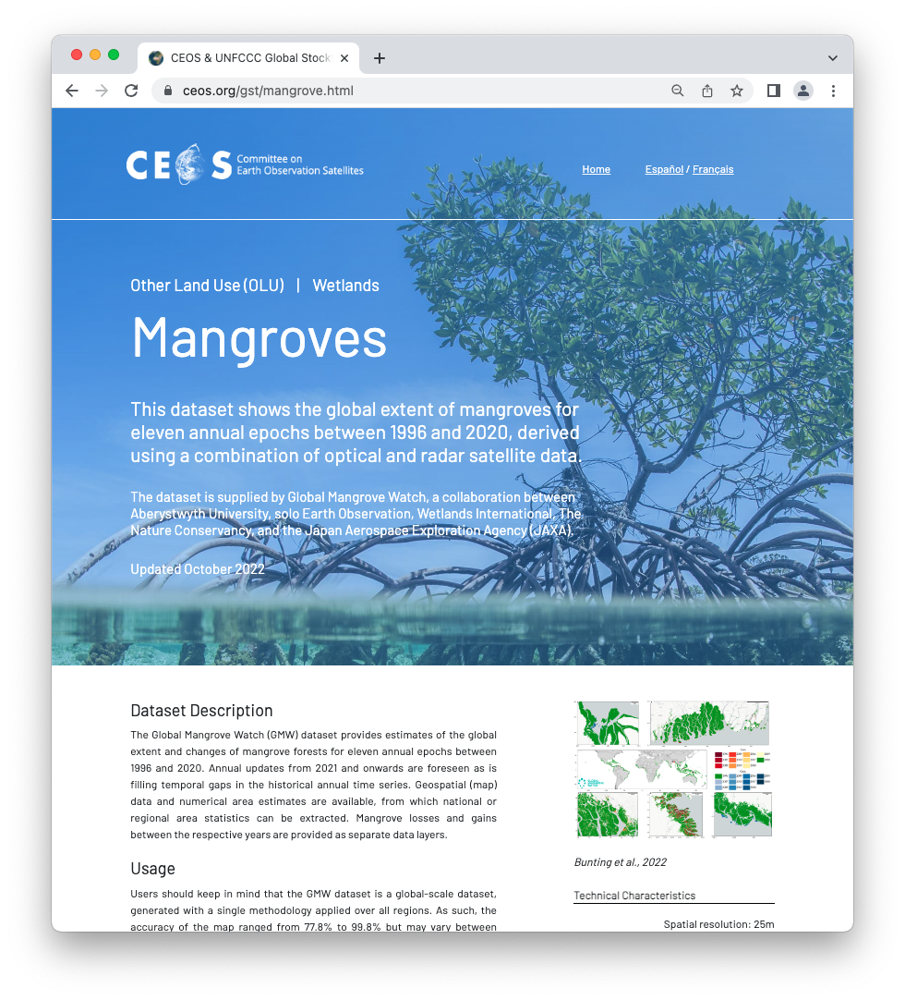 CEOS & UNFCCC Global Stock
ceos.org/gst/mangrove.html
CEOS
Committee on
Earth Observation Satellites
Home
Español / Français
Other Land Use (OLU) | Wetlands
Mangroves
This dataset shows the global extent of mangroves for
eleven annual epochs between 1996 and 2020, derived
using a combination of optical and radar satellite data.
The dataset is supplied by Global Mangrove Watch, a collaboration between
Aberystwyth University, solo Earth Observation, Wetlands International, The
Nature Conservancy, and the Japan Aerospace Exploration Agency (JAXA).
Updated October 2022
Dataset Description
The Global Mangrove Watch (GMW) dataset provides estimates of the global
extent and changes of mangrove forests for eleven annual epochs between
1996 and 2020. Annual updates from 2021 and onwards are foreseen as is
filling temporal gaps in the historical annual time series. Geospatial (map)
data and numerical area estimates are available, from which national or
regional area statistics can be extracted. Mangrove losses and gains
between the respective years are provided as separate data layers.
Usage
Users should keep in mind that the GMW dataset is a global-scale dataset,
generated with a single methodology applied over all regions. As such, the
accuracy of the map ranged from 77.8% to 99.8% but may vary between
Bunting et al., 2022
Technical Characteristics
Spatial resolution: 25m